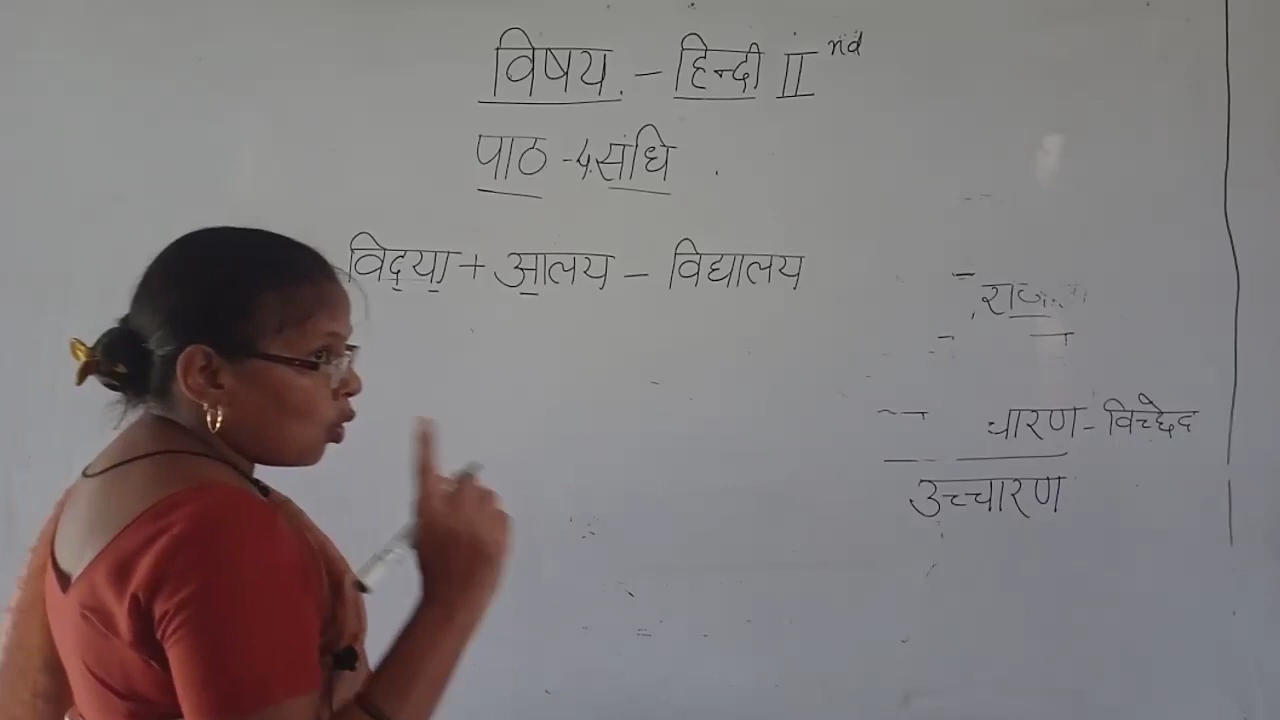 विषय. - हिन्दी II nd
पाठ - 4. संधि
विद्‌या + आलय - विद्यालय
चारण - विच्छेद
उच्चारण